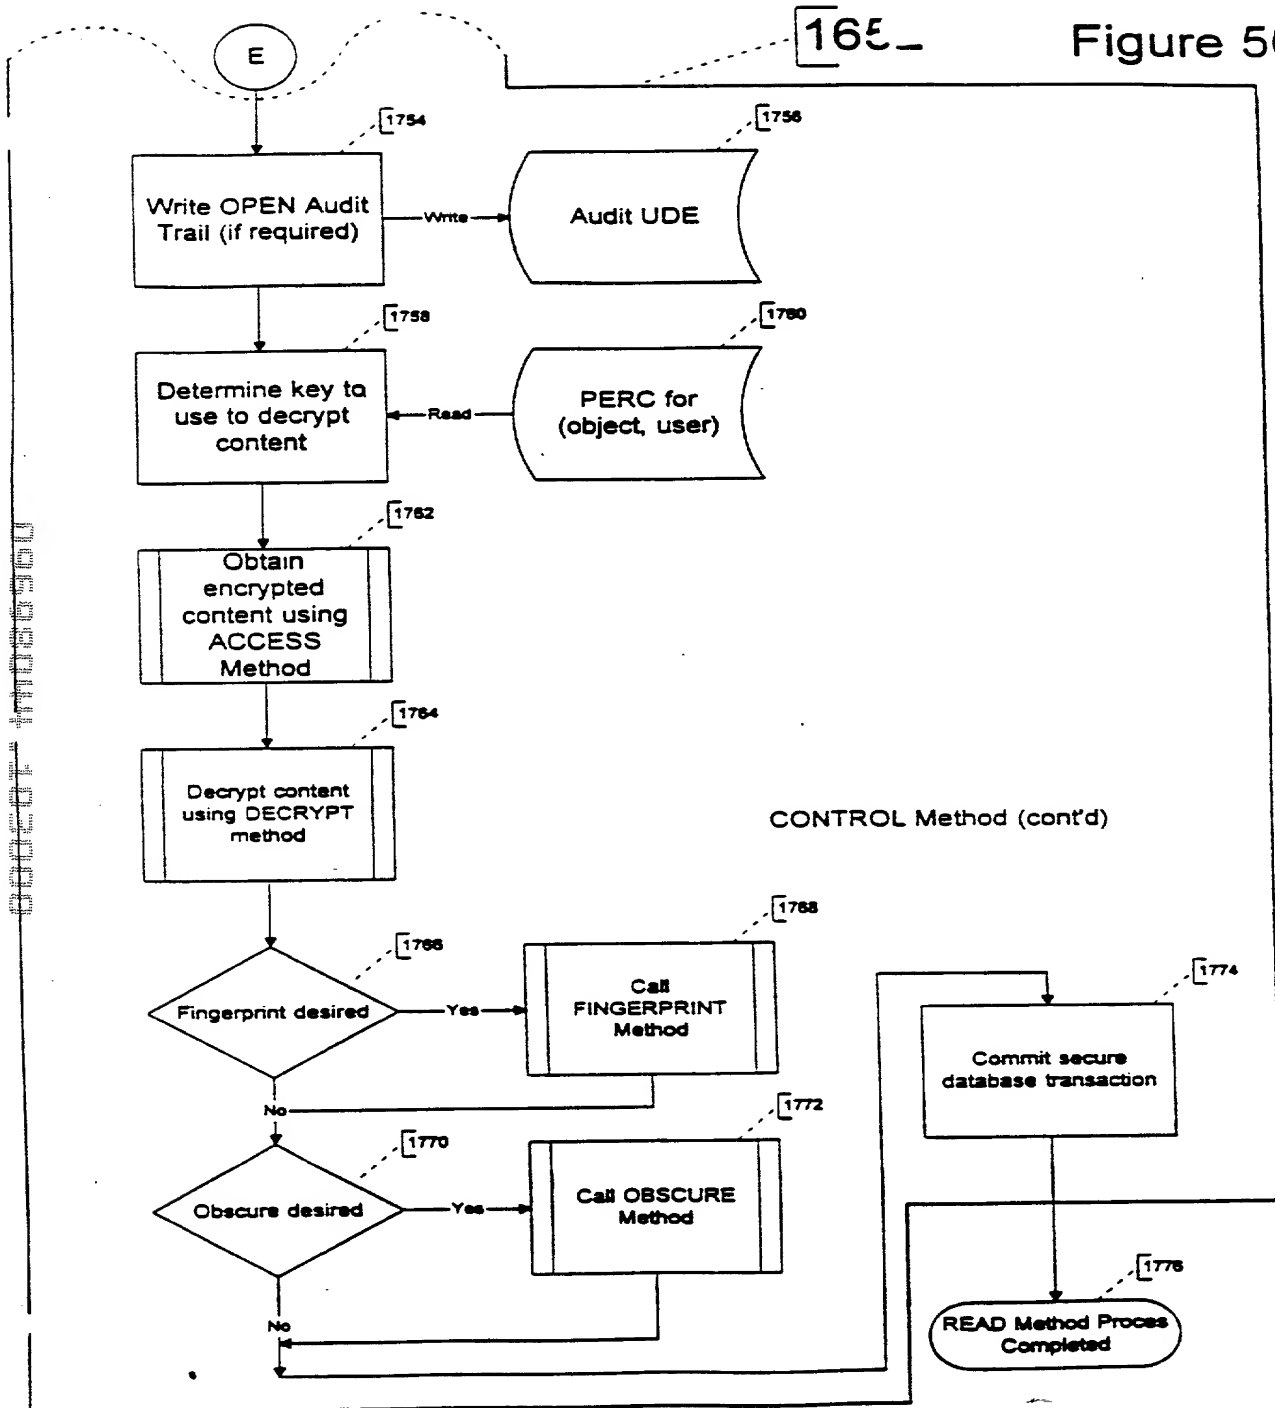 E
Figure 5
1754
Write OPEN Audit
Trail (if required)
Write
1756
Audit UDE
1758
Determine key to
use to decrypt
content
Read
1760
PERC for
(object, user)
1762
Obtain
encrypted
content using
ACCESS
Method
1764
Decrypt content
using DECRYPT
method
CONTROL Method (cont'd)
1766
Fingerprint desired
Yes
1768
Call
FINGERPRINT
Method
No
1770
Obscure desired
Yes
1772
Call OBSCURE
Method
No
1774
Commit secure
database transaction
1776
READ Method Proces
Completed